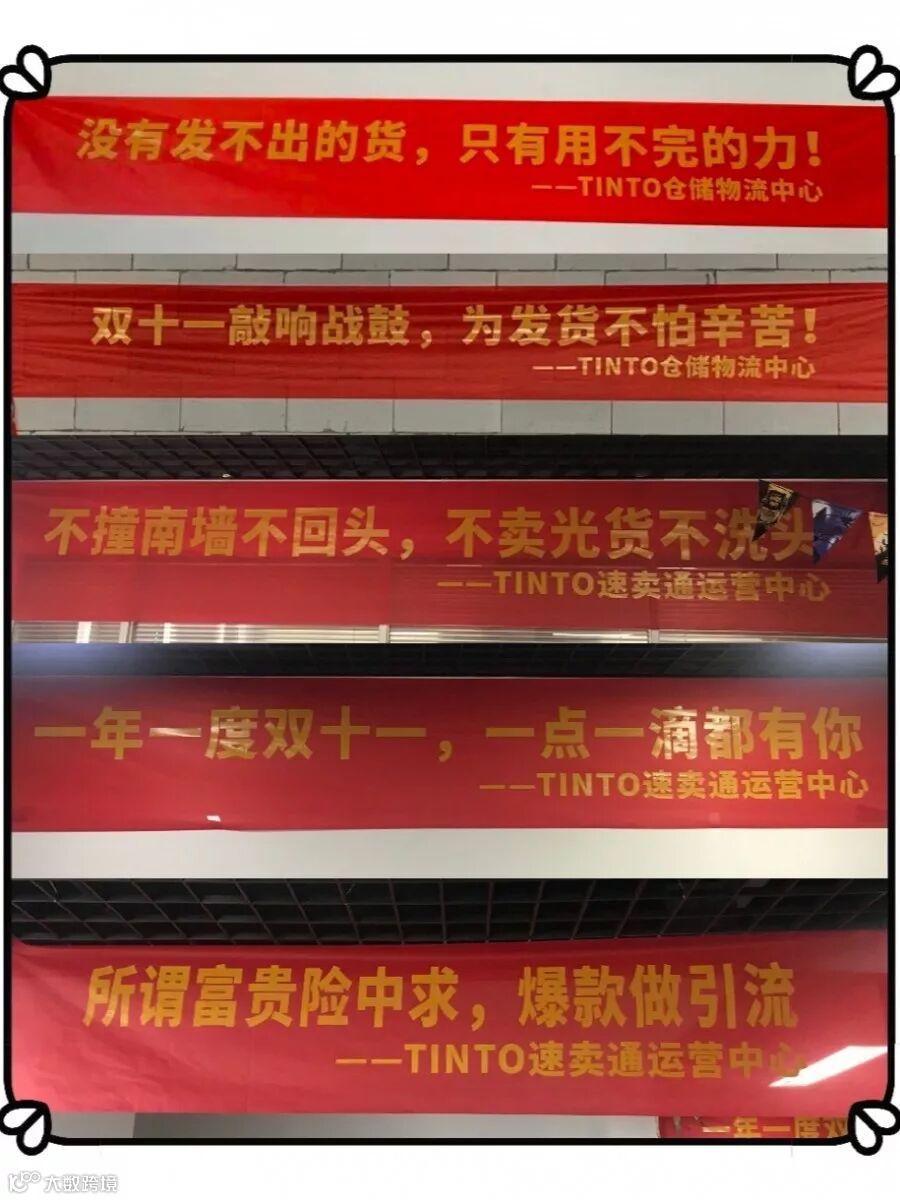 没有发不出的货，只有用不完的力！
——TINTO仓储物流中心
双十一敲响战鼓，为发货不怕辛苦！
——TINTO仓储物流中心
不撞南墙不回头，不卖光货不洗头
——TINTO速卖通运营中心
一年一度双十一，一点一滴都有你
——TINTO速卖通运营中心
所谓富贵险中求，爆款做引流
——TINTO速卖通运营中心
一年一度双
大数跨境